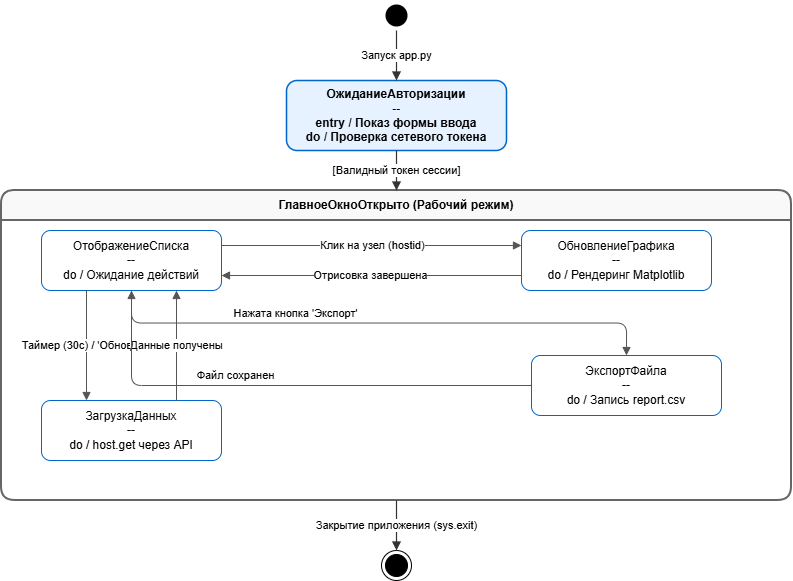 Запуск app.py
ОжиданиеАвторизации
--
entry / Показ формы ввода
do / Проверка сетевого токена
[Валидный токен сессии]
ГлавноеОкноОткрыто (Рабочий режим)
ОтображениеСписка
--
do / Ожидание действий
Клик на узел (hostid)
Отрисовка завершена
ОбновлениеГрафика
--
do / Рендеринг Matplotlib
Нажата кнопка 'Экспорт'
Таймер (30с) / 'Обнов
Данные получены
Файл сохранен
ЭкспортФайла
--
do / Запись report.csv
ЗагрузкаДанных
--
do / host.get через API
Закрытие приложения (sys.exit)